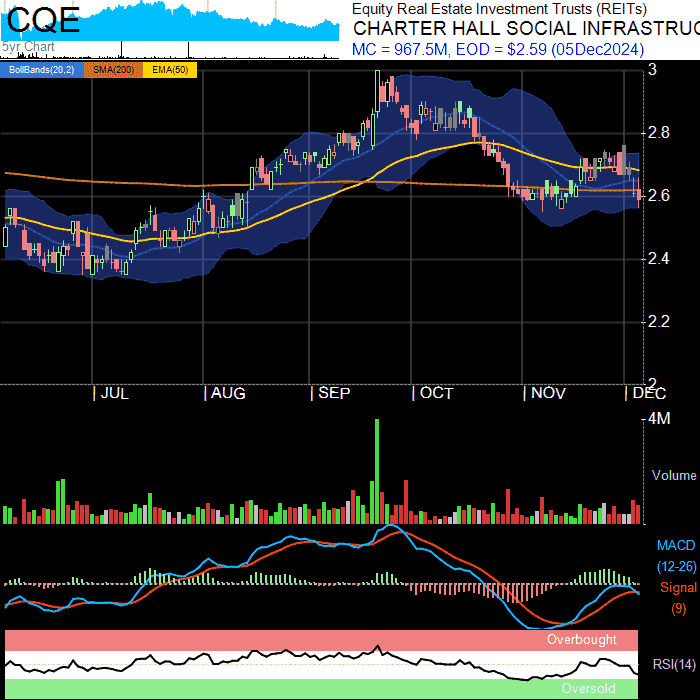 CQE
5yr Chart
Equity Real Estate Investment Trusts (REITs)
CHARTER HALL SOCIAL INFRASTRUC
MC = 967.5M, EOD = $2.59 (05Dec2024)
BollBands(20,2) SMA(200) EMA(50)
3
2.8
2.6
2.4
2.2
2
| JUL | AUG | SEP | OCT | NOV | DEC
4M
Volume
MACD
(12-26)
Signal
(9)
Overbought
RSI(14)
Oversold